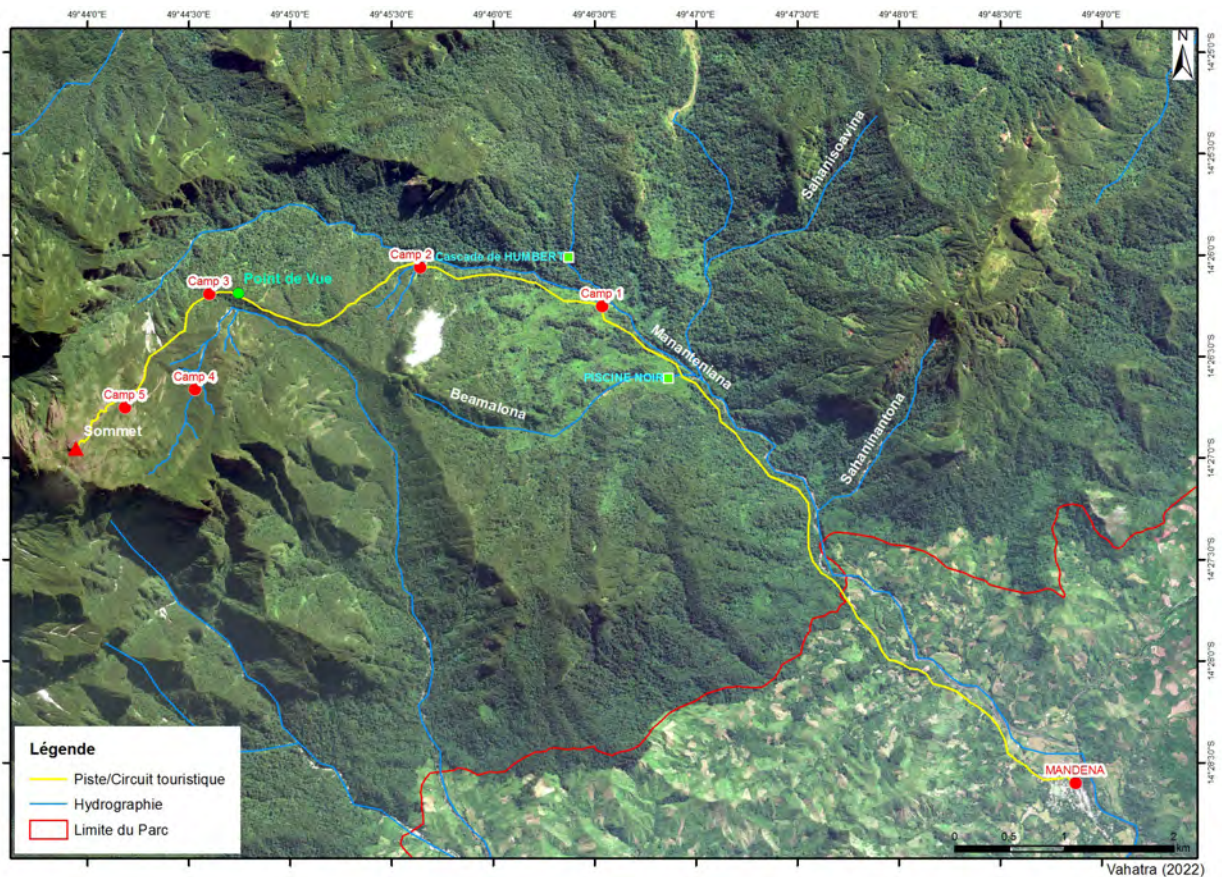 49°44'0"E
49°44'30"E
49°45'0"E
49°45'30"E
49°46'0"E
49°46'30"E
49°47'0"E
49°47'30"E
49°48'0"E
49°48'30"E
49°49'0"E
N
14°25'0"S
14°25'30"S
14°26'0"S
14°26'30"S
14°27'0"S
14°27'30"S
14°28'0"S
14°28'30"S
Sahanisoavina
Camp 2
Cascade de HUMBERT
Camp 3
Point de Vue
Camp 1
Mananteniana
Camp 4
PISCINE NOIR
Camp 5
Beamalona
Sommet
Sahaninantona
MANDENA
Légende
Piste/Circuit touristique
Hydrographie
Limite du Parc
0 0,5 1 2
km
Vahatra (2022)